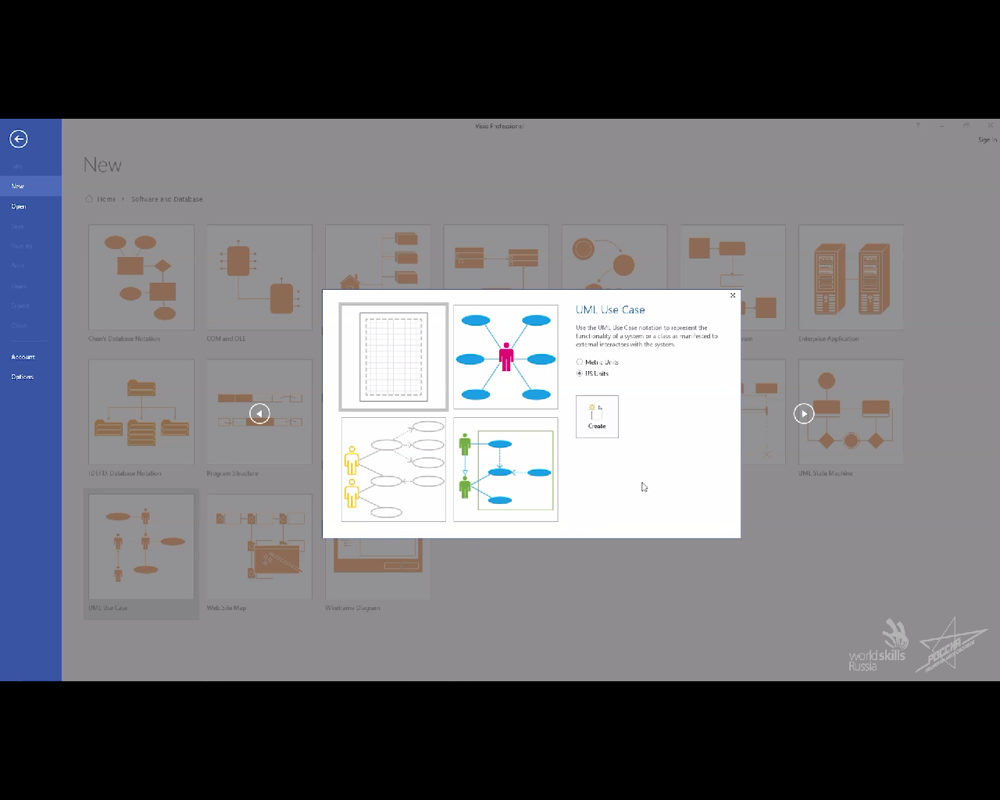 Visio Professional
?
Sign in
New
Info
New
Open
Save
Save As
Print
Share
Export
Close
Account
Options
Home > Software and Database
Chen's Database Notation
COM and OLE
Enterprise Application
IDEF1X Database Notation
Program Structure
UML State Machine
UML Use Case
Web Site Map
Wireframe Diagram
UML Use Case
Use the UML Use Case notation to represent the
functionality of a system or a class as manifested to
external interactors with the system.
Metric Units
US Units
Create
worldskills
Russia
РОССИЯ